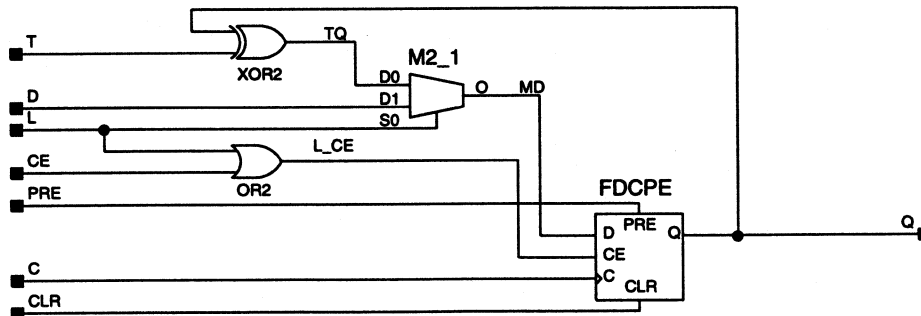 T
TQ
XOR2
M2_1
D0
O
MD
D
D1
L
S0
L_CE
CE
OR2
FDCPE
PRE
PRE
Q
D
Q
CE
C
C
CLR
CLR